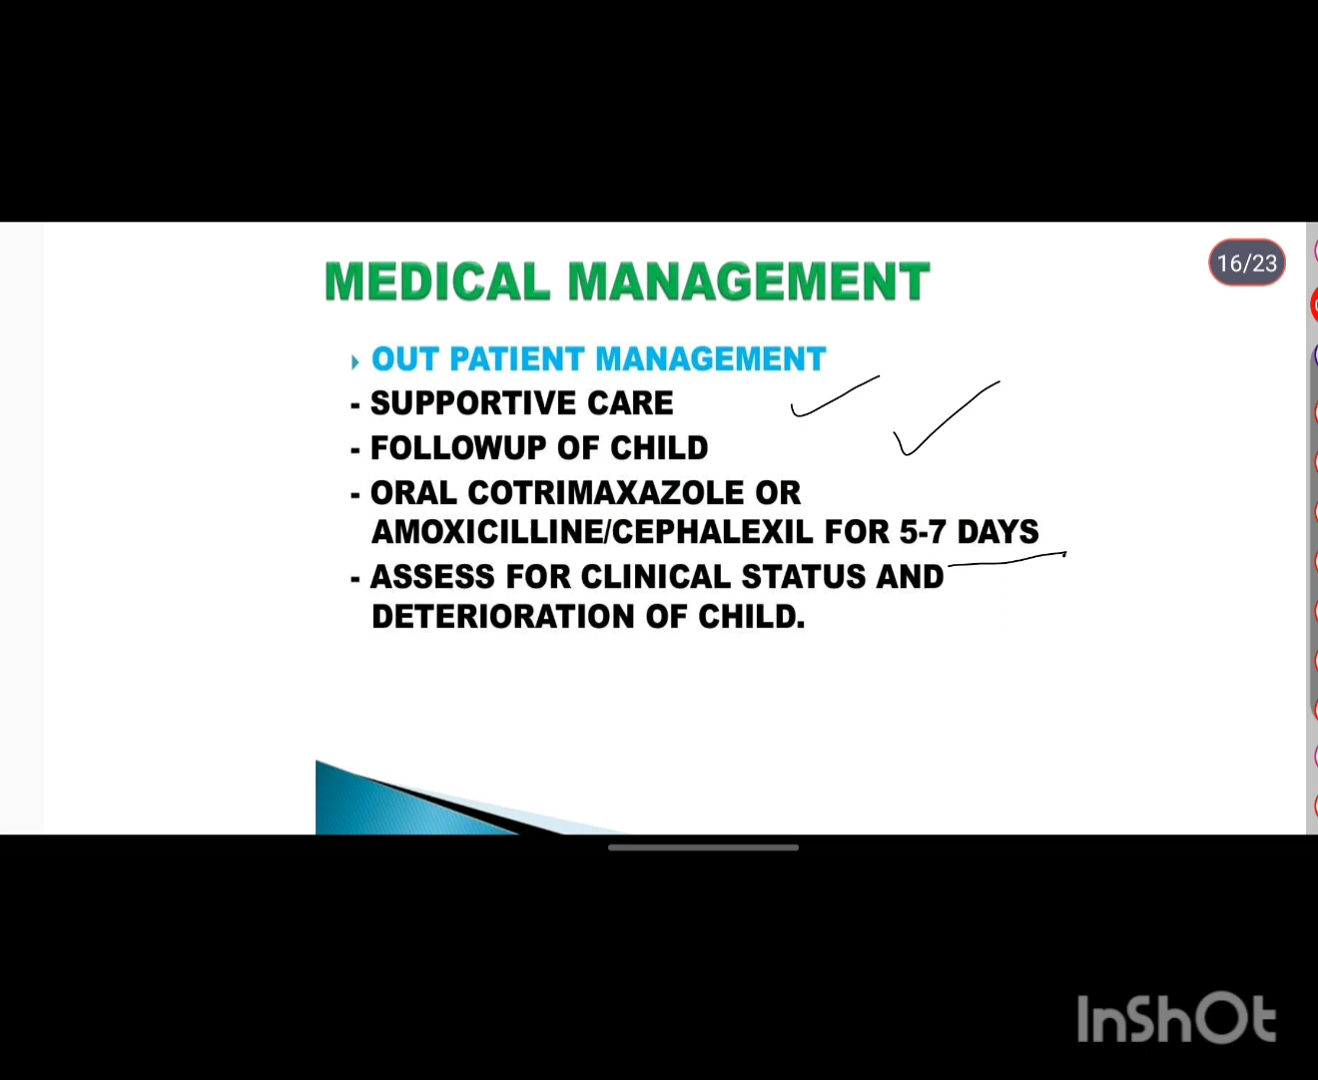 MEDICAL MANAGEMENT
16/23
OUT PATIENT MANAGEMENT
- SUPPORTIVE CARE
- FOLLOWUP OF CHILD
- ORAL COTRIMAXAZOLE OR
AMOXICILLINE/CEPHALEXIL FOR 5-7 DAYS
- ASSESS FOR CLINICAL STATUS AND
DETERIORATION OF CHILD.
InShOt